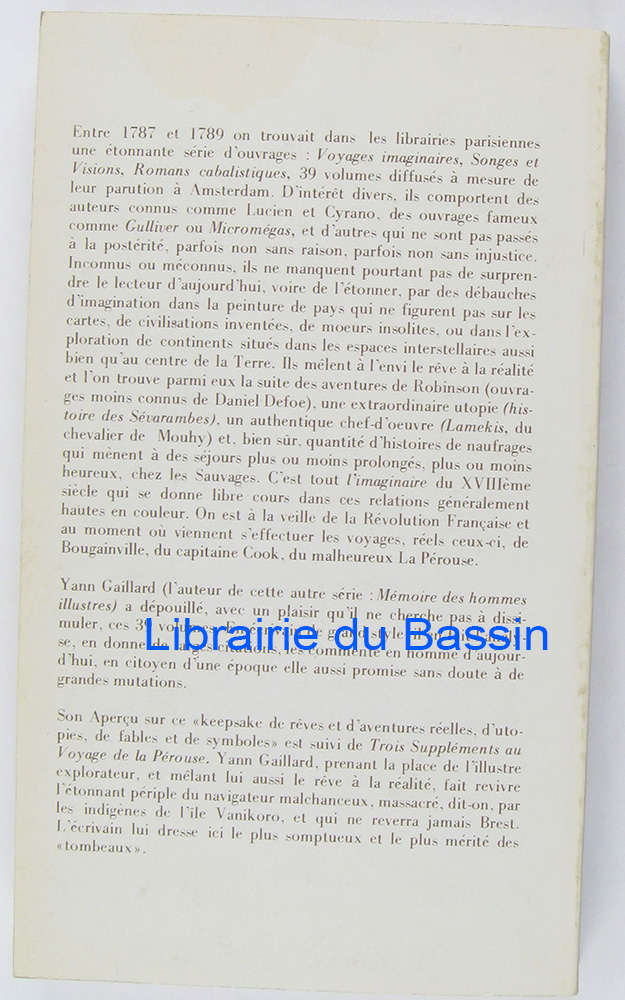 Entre 1787 et 1789 on trouvait dans les librairies parisiennes
une étonnante série d'ouvrages : Voyages imaginaires, Songes et
Visions, Romans cabalistiques, 39 volumes diffusés à mesure de
leur parution à Amsterdam. D'intérêt divers, ils comportent des
auteurs connus comme Lucien et Cyrano, des ouvrages fameux
comme Gulliver ou Micromégas, et d'autres qui ne sont pas passés
à la postérité, parfois non sans raison, parfois non sans injustice.
Inconnus ou méconnus, ils ne manquent pourtant pas de surpren-
dre le lecteur d'aujourd'hui, voire de l'étonner, par des débauches
d'imagination dans la peinture de pays qui ne figurent pas sur les
cartes, de civilisations inventées, de moeurs insolites, ou dans l'ex-
ploration de continents situés dans les espaces interstellaires aussi
bien qu'au centre de la Terre. Ils mêlent à l'envi le rêve à la réalité
et l'on trouve parmi eux la suite des aventures de Robinson (ouvra-
ges moins connus de Daniel Defoe), une extraordinaire utopie (his-
toire des Sévarambes), un authentique chef-d'oeuvre (Lamekis, du
chevalier de Mouhy) et, bien sûr, quantité d'histoires de naufrages
qui mènent à des séjours plus ou moins prolongés, plus ou moins
heureux, chez les Sauvages. C'est tout l'imaginaire du XVIIIème
siècle qui se donne libre cours dans ces relations généralement
hautes en couleur. On est à la veille de la Révolution Française et
au moment où viennent s'effectuer les voyages, réels ceux-ci, de
Bougainville, du capitaine Cook, du malheureux La Pérouse.
Yann Gaillard (l'auteur de cette autre série : Mémoire des hommes
illustres) a dépouillé, avec un plaisir qu'il ne cherche pas à dissi-
muler, ces 39 volumes.
Librairie du Bassin
se, en donne de larges citations, les commente en homme d'aujour-
d'hui, en citoyen d'une époque elle aussi promise sans doute à de
grandes mutations.
Son Aperçu sur ce «keepsake de rêves et d'aventures réelles, d'uto-
pies, de fables et de symboles» est suivi de Trois Suppléments au
Voyage de la Pérouse. Yann Gaillard, prenant la place de l'illustre
explorateur, et mêlant lui aussi le rêve à la réalité, fait revivre
l'étonnant périple du navigateur malchanceux, massacré, dit-on, par
les indigènes de l'île Vanikoro, et qui ne reverra jamais Brest.
L'écrivain lui dresse ici le plus somptueux et le plus mérité des
«tombeaux».